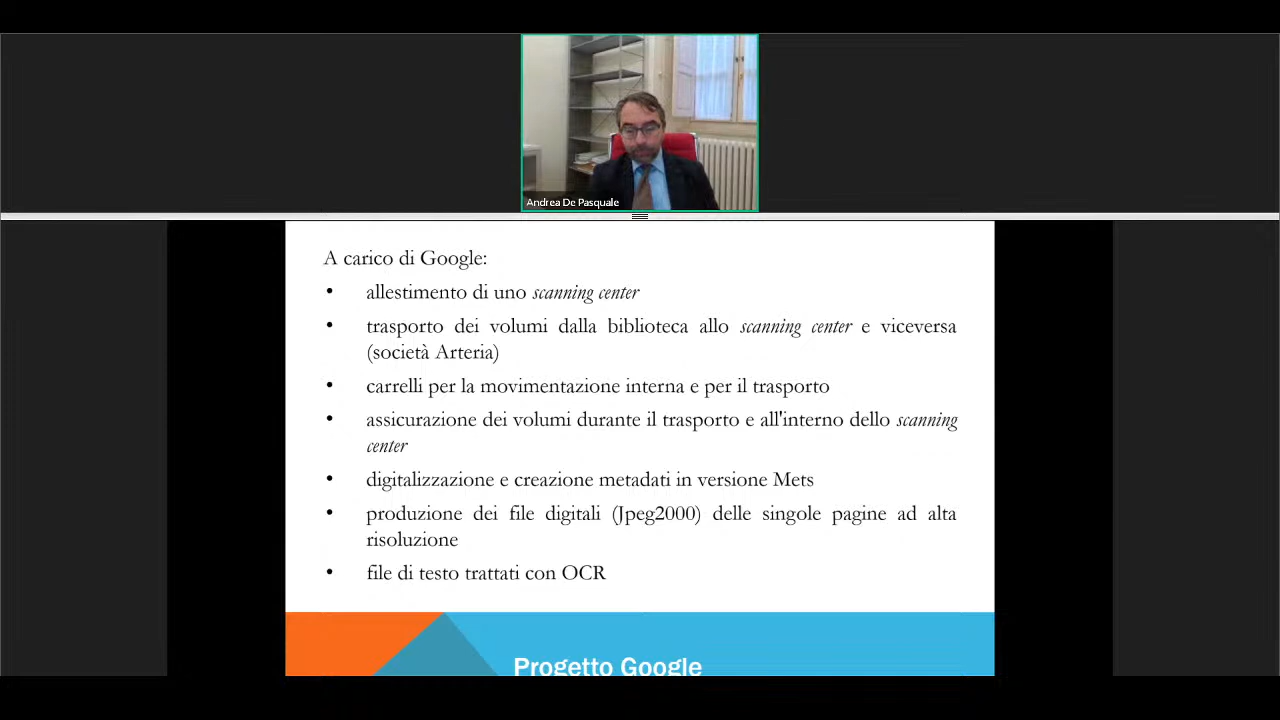 Andrea De Pasquale
A carico di Google:
• allestimento di uno scanning center
• trasporto dei volumi dalla biblioteca allo scanning center e viceversa
(società Arteria)
• carrelli per la movimentazione interna e per il trasporto
• assicurazione dei volumi durante il trasporto e all'interno dello scanning
center
• digitalizzazione e creazione metadati in versione Mets
• produzione dei file digitali (Jpeg2000) delle singole pagine ad alta
risoluzione
• file di testo trattati con OCR
Progetto Google